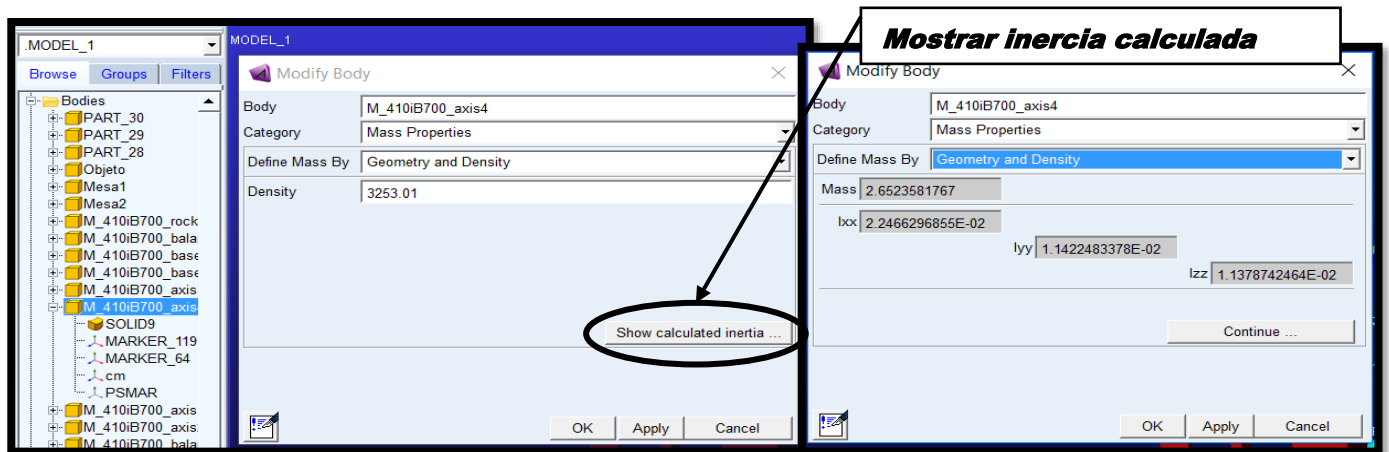 Mostrar inercia calculada
.MODEL_1
Browse Groups Filters
Bodies
PART_30
PART_29
PART_28
Objeto
Mesa1
Mesa2
M_410iB700_rock
M_410iB700_bala
M_410iB700_base
M_410iB700_base
M_410iB700_axis
M_410iB700_axis
SOLID9
MARKER_119
MARKER_64
cm
PSMAR
M_410iB700_axis
M_410iB700_axis.
M_410iB700_bala
MODEL_1
Modify Body
Body M_410iB700_axis4
Category Mass Properties
Define Mass By Geometry and Density
Density 3253.01
Show calculated inertia ...
OK Apply Cancel
Modify Body
Body M_410iB700_axis4
Category Mass Properties
Define Mass By Geometry and Density
Mass 2.6523581767
Ixx 2.2466296855E-02
Iyy 1.1422483378E-02
Izz 1.1378742464E-02
Continue ...
OK Apply Cancel